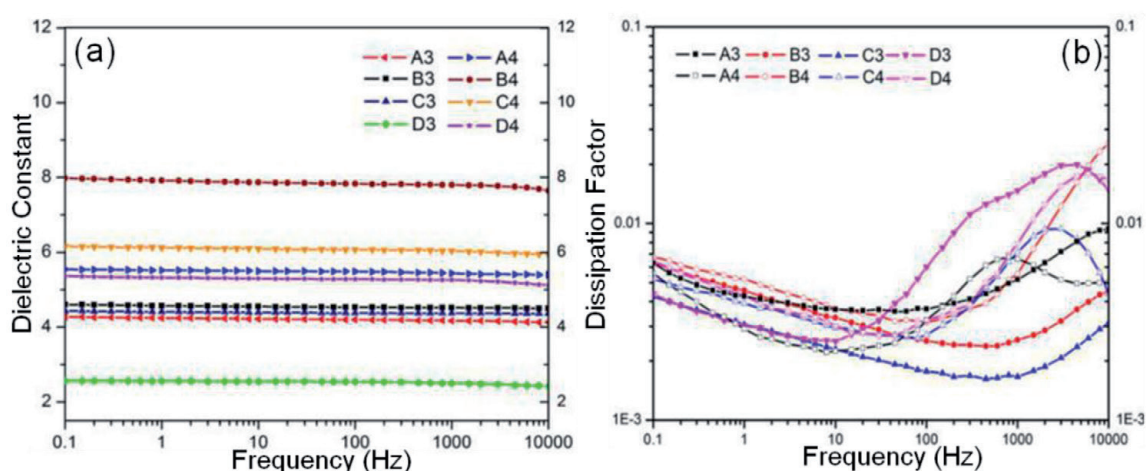 (a)
12
10
8
6
4
2
12
10
8
6
4
2
A3 A4
B3 B4
C3 C4
D3 D4
Dielectric Constant
0.1 1 10 100 1000 10000
Frequency (Hz)
(b)
0.1
0.01
1E-3
0.1
0.01
1E-3
A3 B3 C3 D3
A4 B4 C4 D4
Dissipation Factor
0.1 1 10 100 1000 10000
Frequency (Hz)